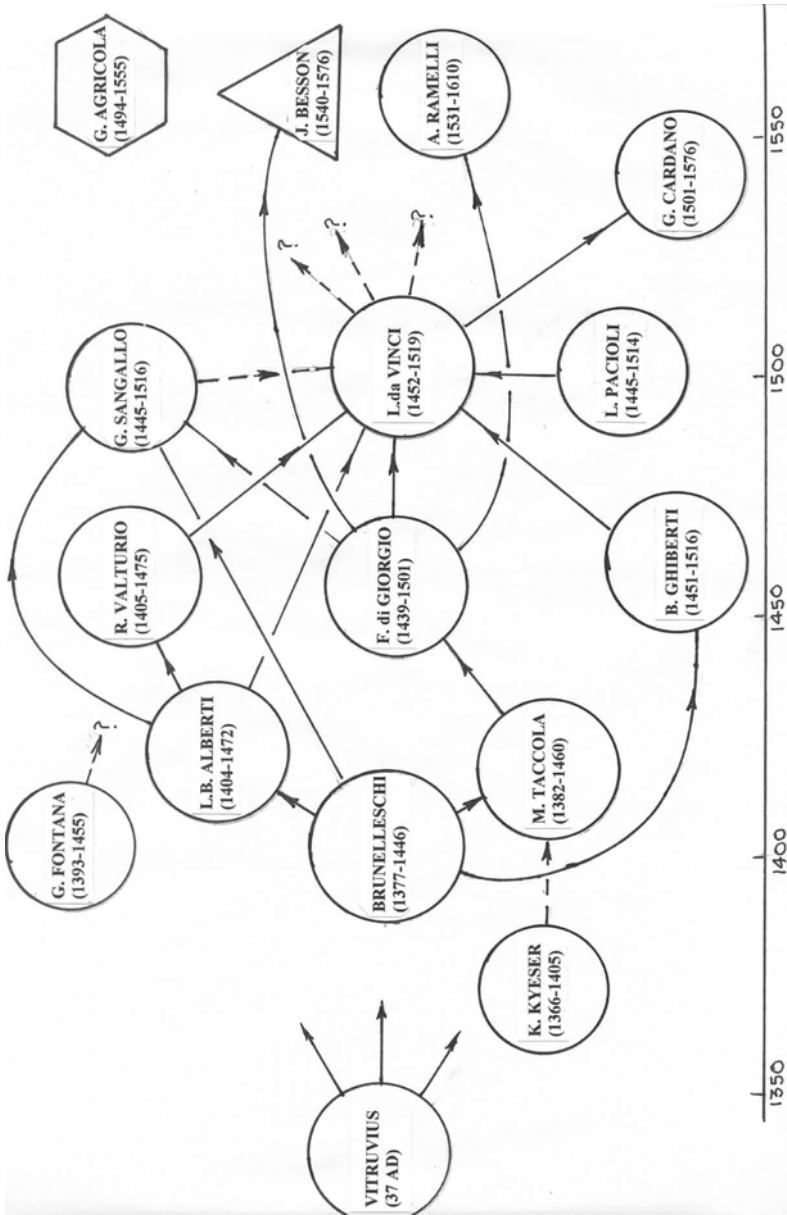 G. AGRICOLA
(1494-1555)
J. BESSON
(1540-1576)
A. RAMELLI
(1531-1610)
G. CARDANO
(1501-1576)
?
?
?
G. SANGALLO
(1445-1516)
L.da VINCI
(1452-1519)
L. PACIOLI
(1445-1514)
R. VALTURIO
(1405-1475)
F. di GIORGIO
(1439-1501)
B. GHIBERTI
(1451-1516)
G. FONTANA
(1393-1455)
?
L.B. ALBERTI
(1404-1472)
BRUNELLESCHI
(1377-1446)
M. TACCOLA
(1382-1460)
K. KYESER
(1366-1405)
VITRUVIUS
(37 AD)
1350
1400
1450
1500
1550